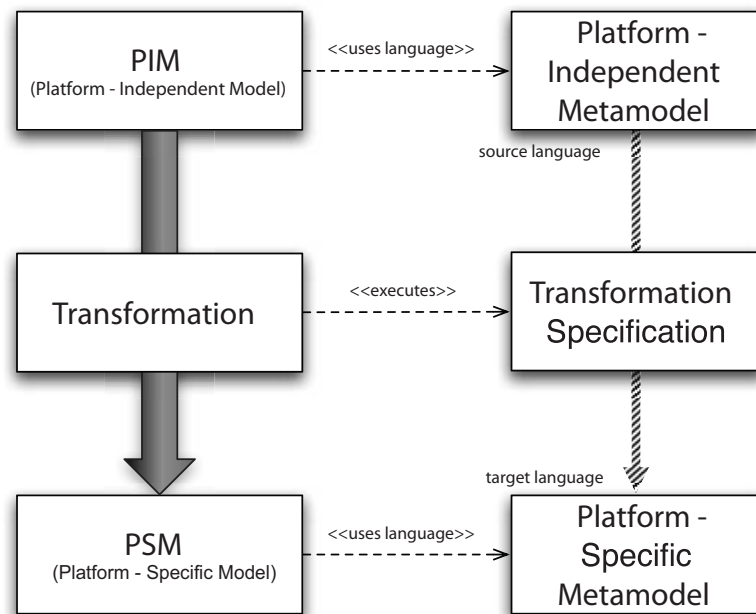 PIM
(Platform - Independent Model)
<<uses language>>
Platform -
Independent
Metamodel
source language
Transformation
<<executes>>
Transformation
Specification
target language
PSM
(Platform - Specific Model)
<<uses language>>
Platform -
Specific
Metamodel